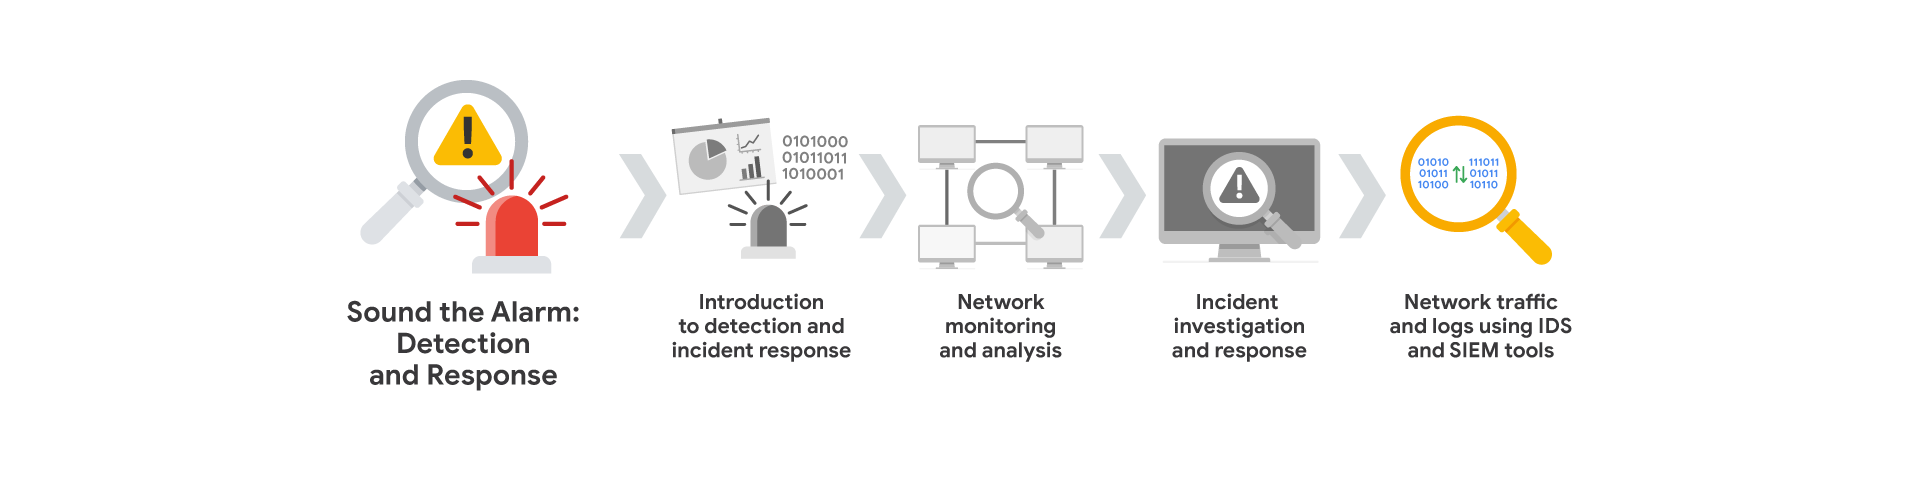 Sound the Alarm:
Detection
and Response
0101000
01011011
1010001
Introduction
to detection and
incident response
Network
monitoring
and analysis
Incident
investigation
and response
01010 111011
01011 01011
10100 10110
Network traffic
and logs using IDS
and SIEM tools